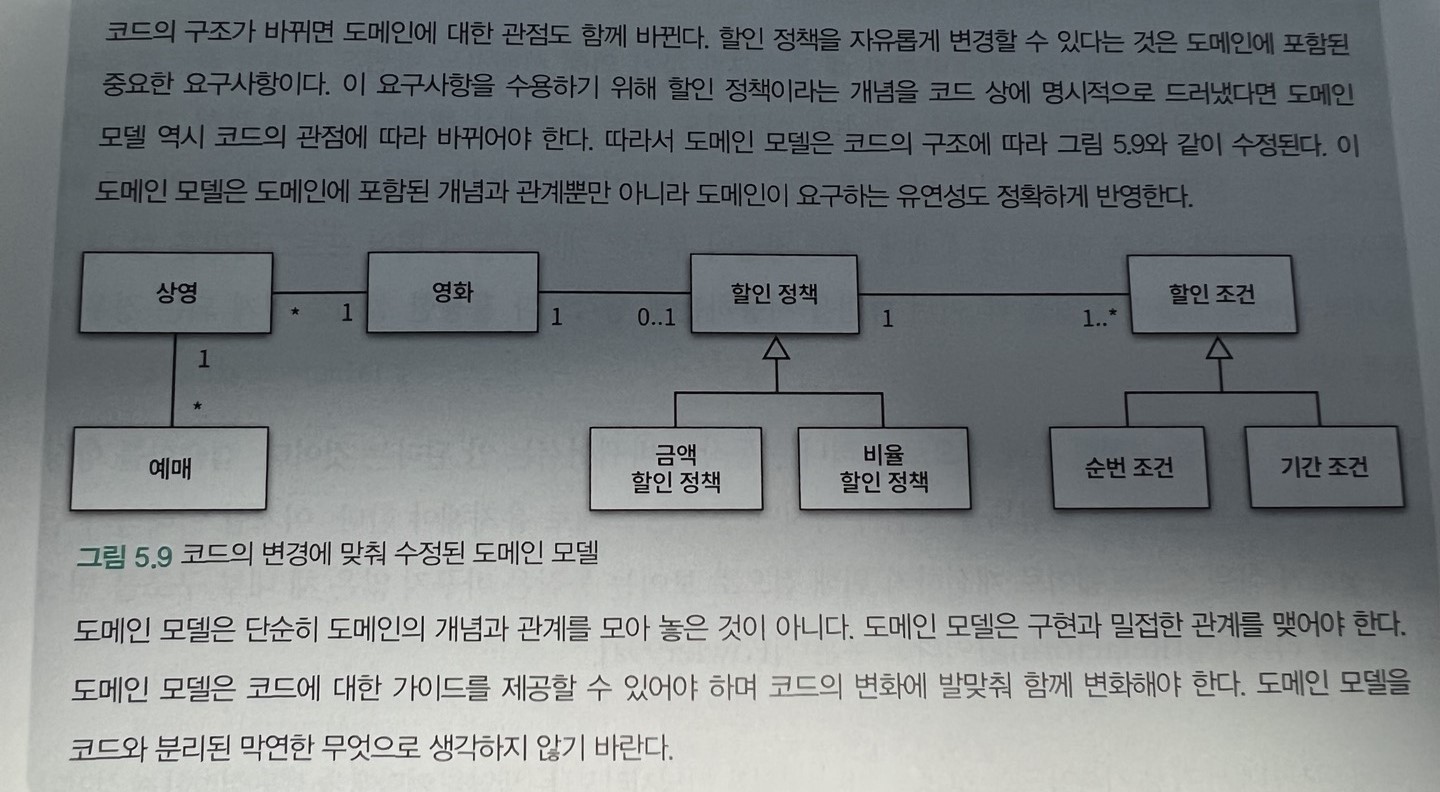 코드의 구조가 바뀌면 도메인에 대한 관점도 함께 바뀐다. 할인 정책을 자유롭게 변경할 수 있다는 것은 도메인에 포함된
중요한 요구사항이다. 이 요구사항을 수용하기 위해 할인 정책이라는 개념을 코드 상에 명시적으로 드러냈다면 도메인
모델 역시 코드의 관점에 따라 바뀌어야 한다. 따라서 도메인 모델은 코드의 구조에 따라 그림 5.9와 같이 수정된다. 이
도메인 모델은 도메인에 포함된 개념과 관계뿐만 아니라 도메인이 요구하는 유연성도 정확하게 반영한다.
상영
* 1
영화
1 0..1
할인 정책
1 1..*
할인 조건
1
*
예매
금액
할인 정책
비율
할인 정책
순번 조건
기간 조건
그림 5.9 코드의 변경에 맞춰 수정된 도메인 모델
도메인 모델은 단순히 도메인의 개념과 관계를 모아 놓은 것이 아니다. 도메인 모델은 구현과 밀접한 관계를 맺어야 한다.
도메인 모델은 코드에 대한 가이드를 제공할 수 있어야 하며 코드의 변화에 발맞춰 함께 변화해야 한다. 도메인 모델을
코드와 분리된 막연한 무엇으로 생각하지 않기 바란다.